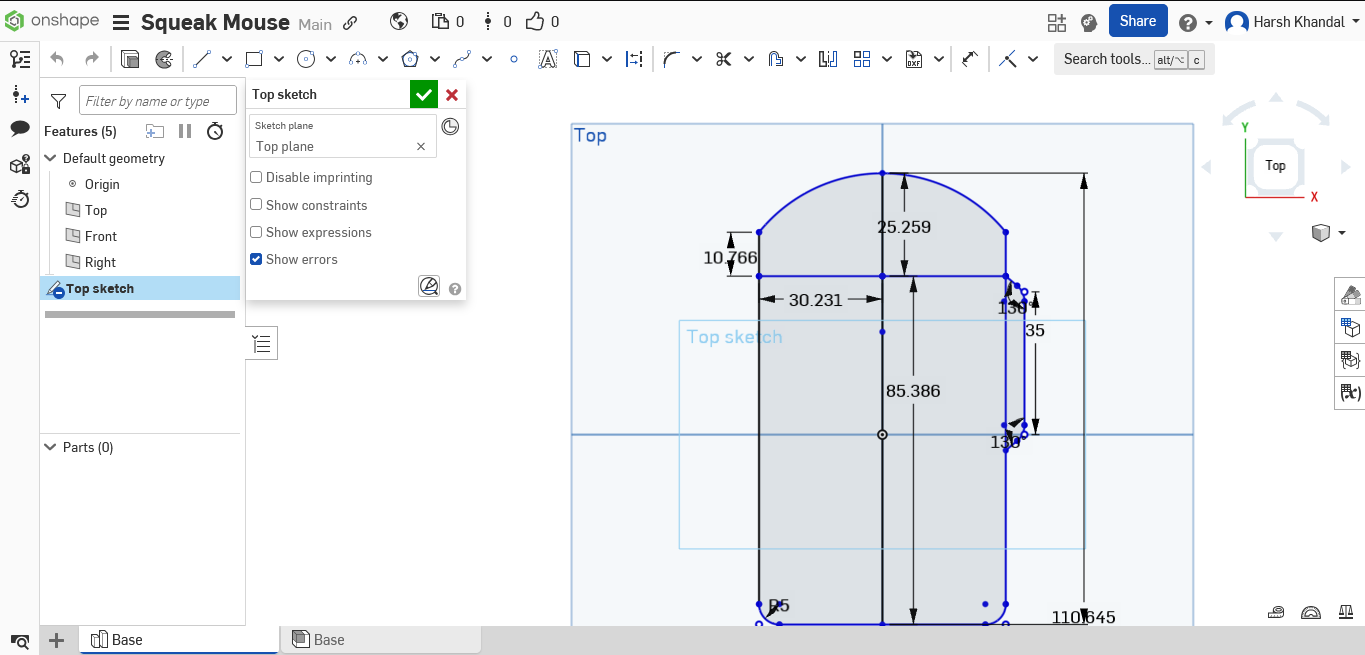 onshape Squeak Mouse Main 0 0 0 Share Harsh Khandal
Search tools... alt/⌥ c
Filter by name or type
Features (5)
Default geometry
Origin
Top
Front
Right
Top sketch
Parts (0)
Top sketch
Sketch plane
Top plane
Disable imprinting
Show constraints
Show expressions
Show errors
Top
25.259
10.766
30.231
130°
35
Top sketch
85.386
130°
R5
110.645
Y
Top
X
Base
Base